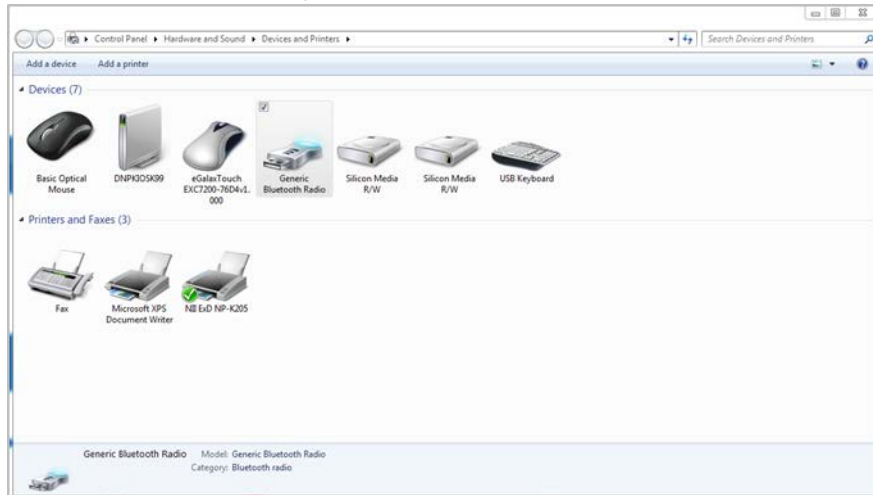 Control Panel ▸ Hardware and Sound ▸ Devices and Printers ▸
Search Devices and Printers
Add a device Add a printer
Devices (7)
Basic Optical
Mouse
DNPKIOSK99
eGalaxTouch
EXC7200-76D4v1.
000
Generic
Bluetooth Radio
Silicon Media
R/W
Silicon Media
R/W
USB Keyboard
Printers and Faxes (3)
Fax
Microsoft XPS
Document Writer
NII ExD NP-K205
Generic Bluetooth Radio Model: Generic Bluetooth Radio
Category: Bluetooth radio